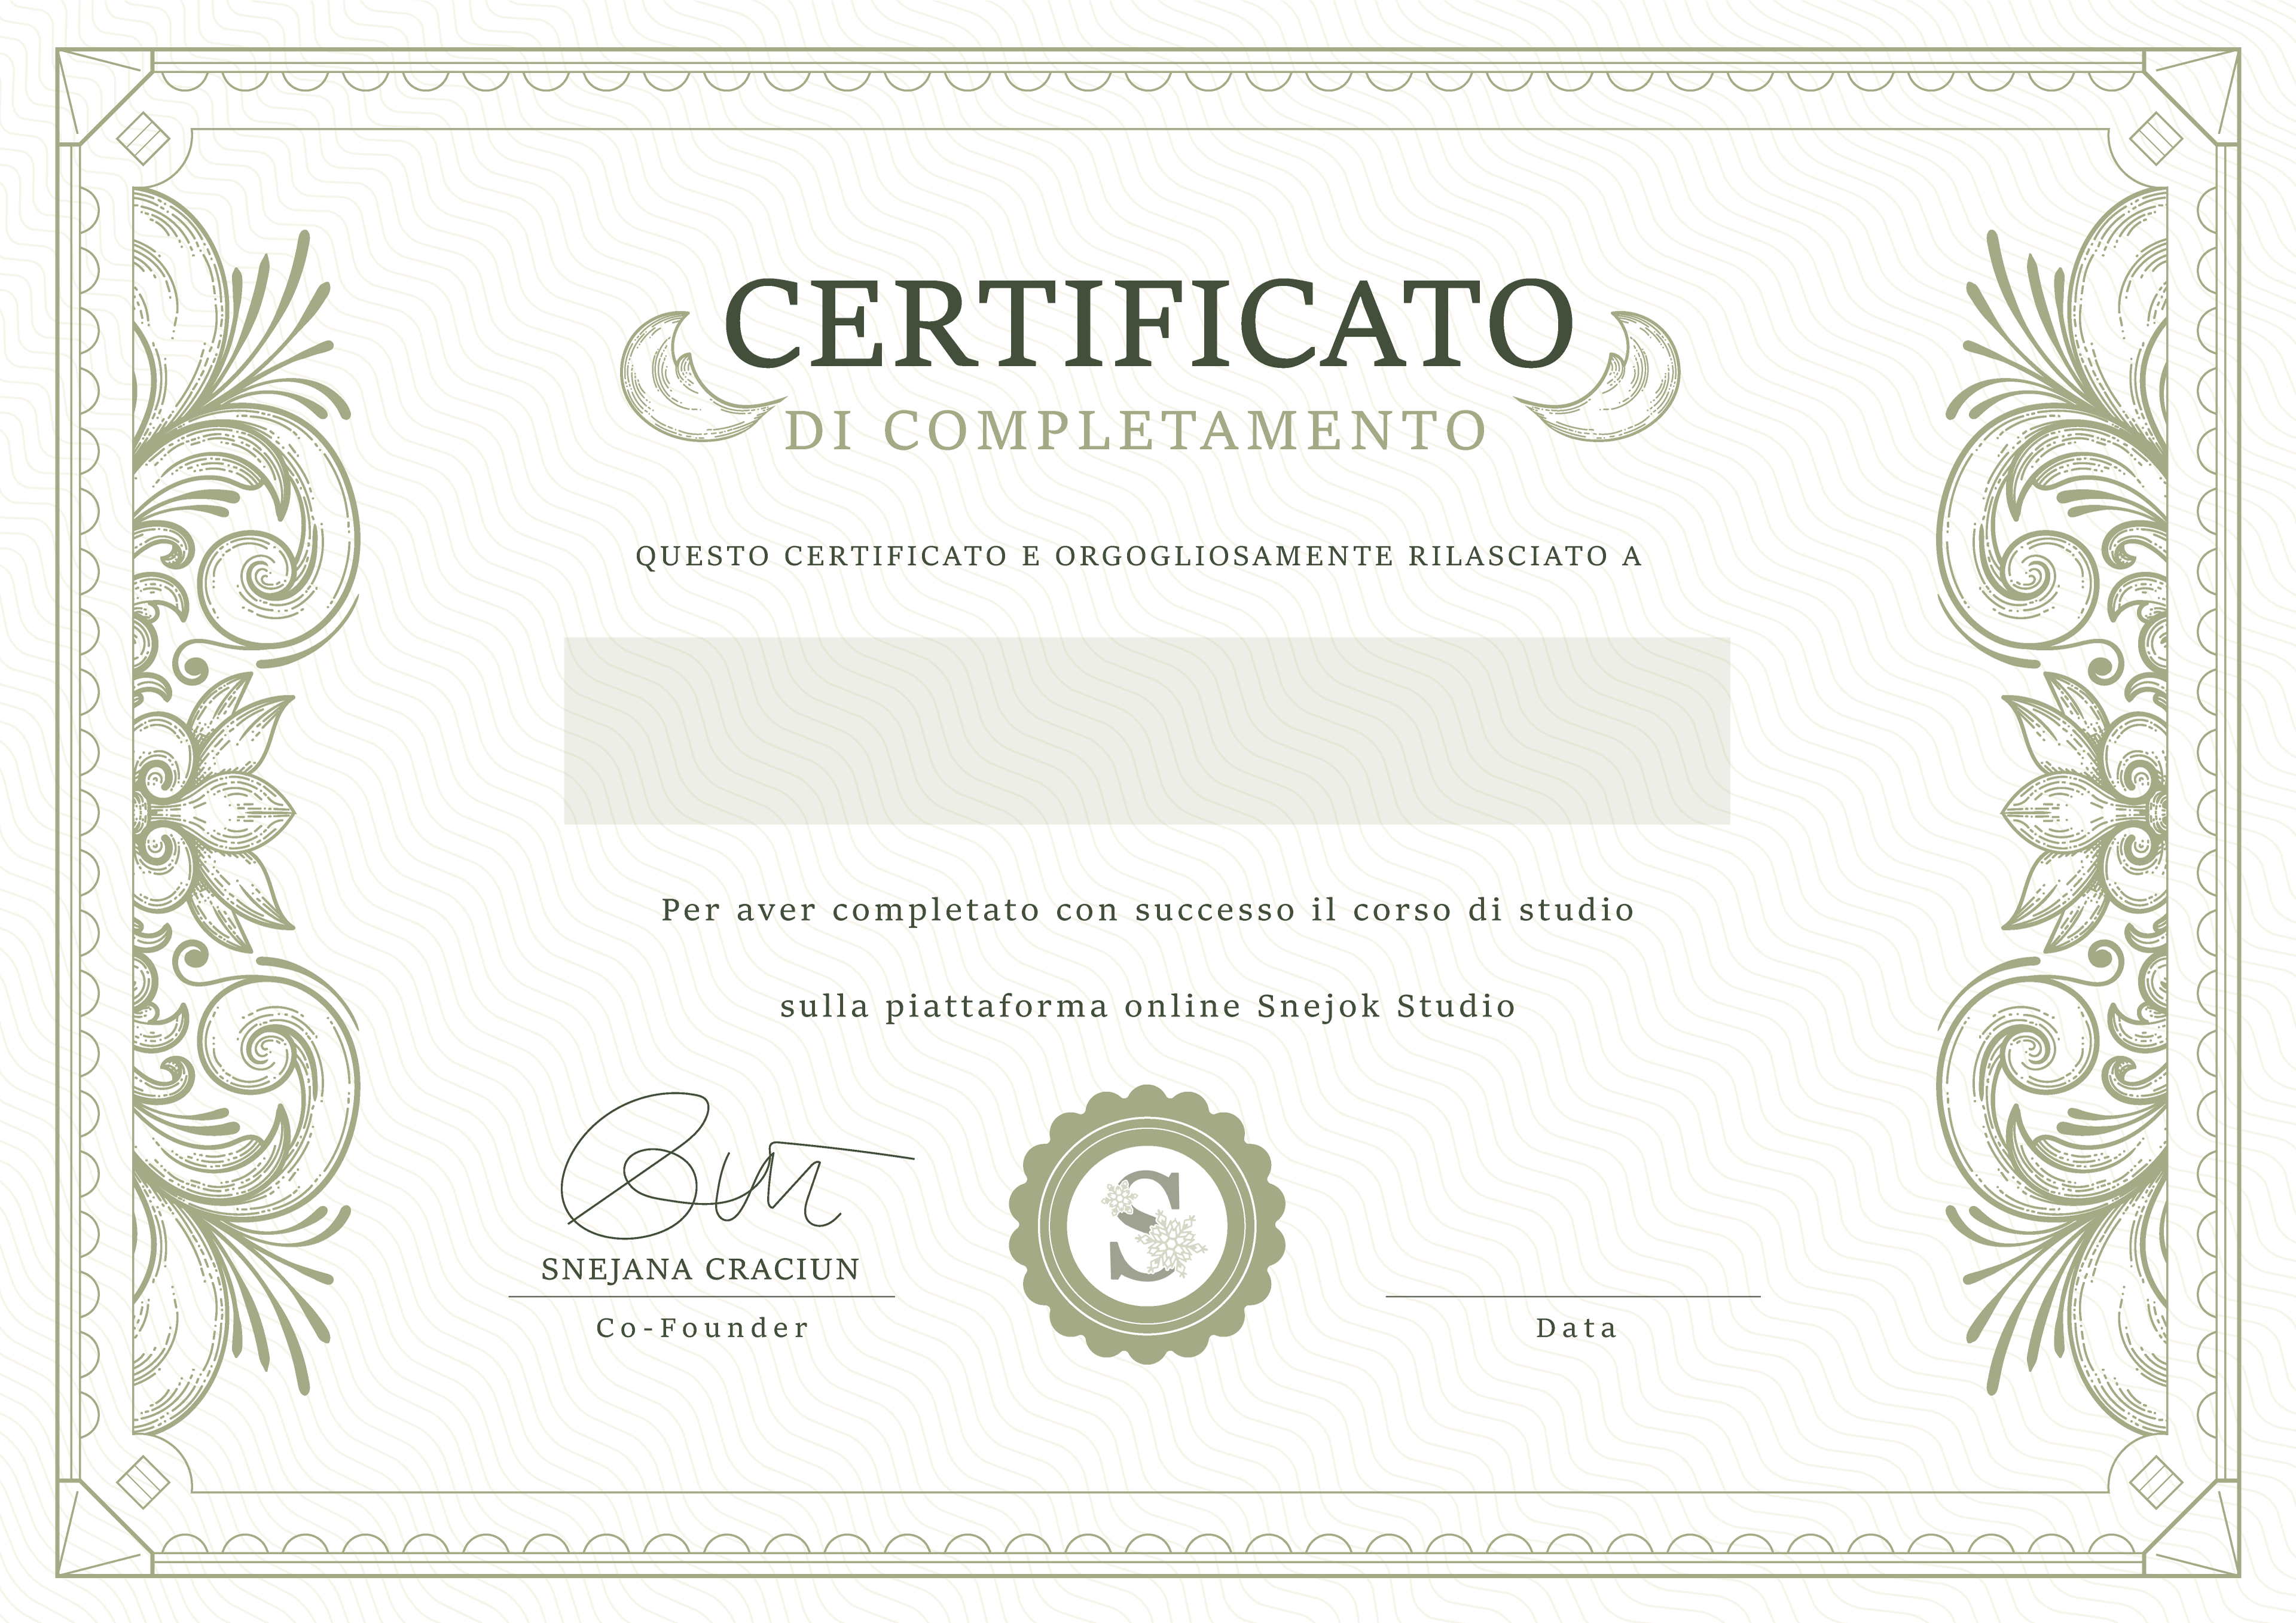 CERTIFICATO
DI COMPLETAMENTO
QUESTO CERTIFICATO E ORGOGLIOSAMENTE RILASCIATO A
Per aver completato con successo il corso di studio
sulla piattaforma online Snejok Studio
S
SNEJANA CRACIUN
Co-Founder
Data